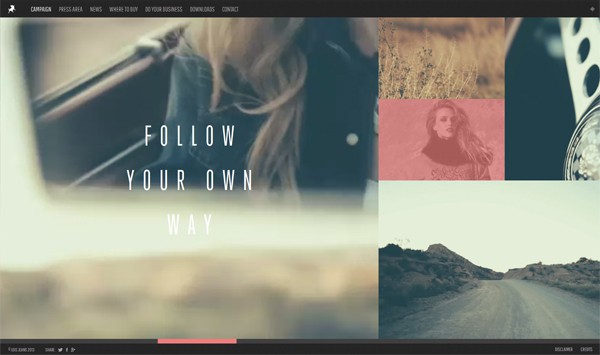 CAMPAIGN PRESS AREA NEWS WHERE TO BUY DO YOUR BUSINESS DOWNLOADS CONTACT
FOLLOW
YOUR OWN
WAY
SHARE
DISCLAIMER CREDITS